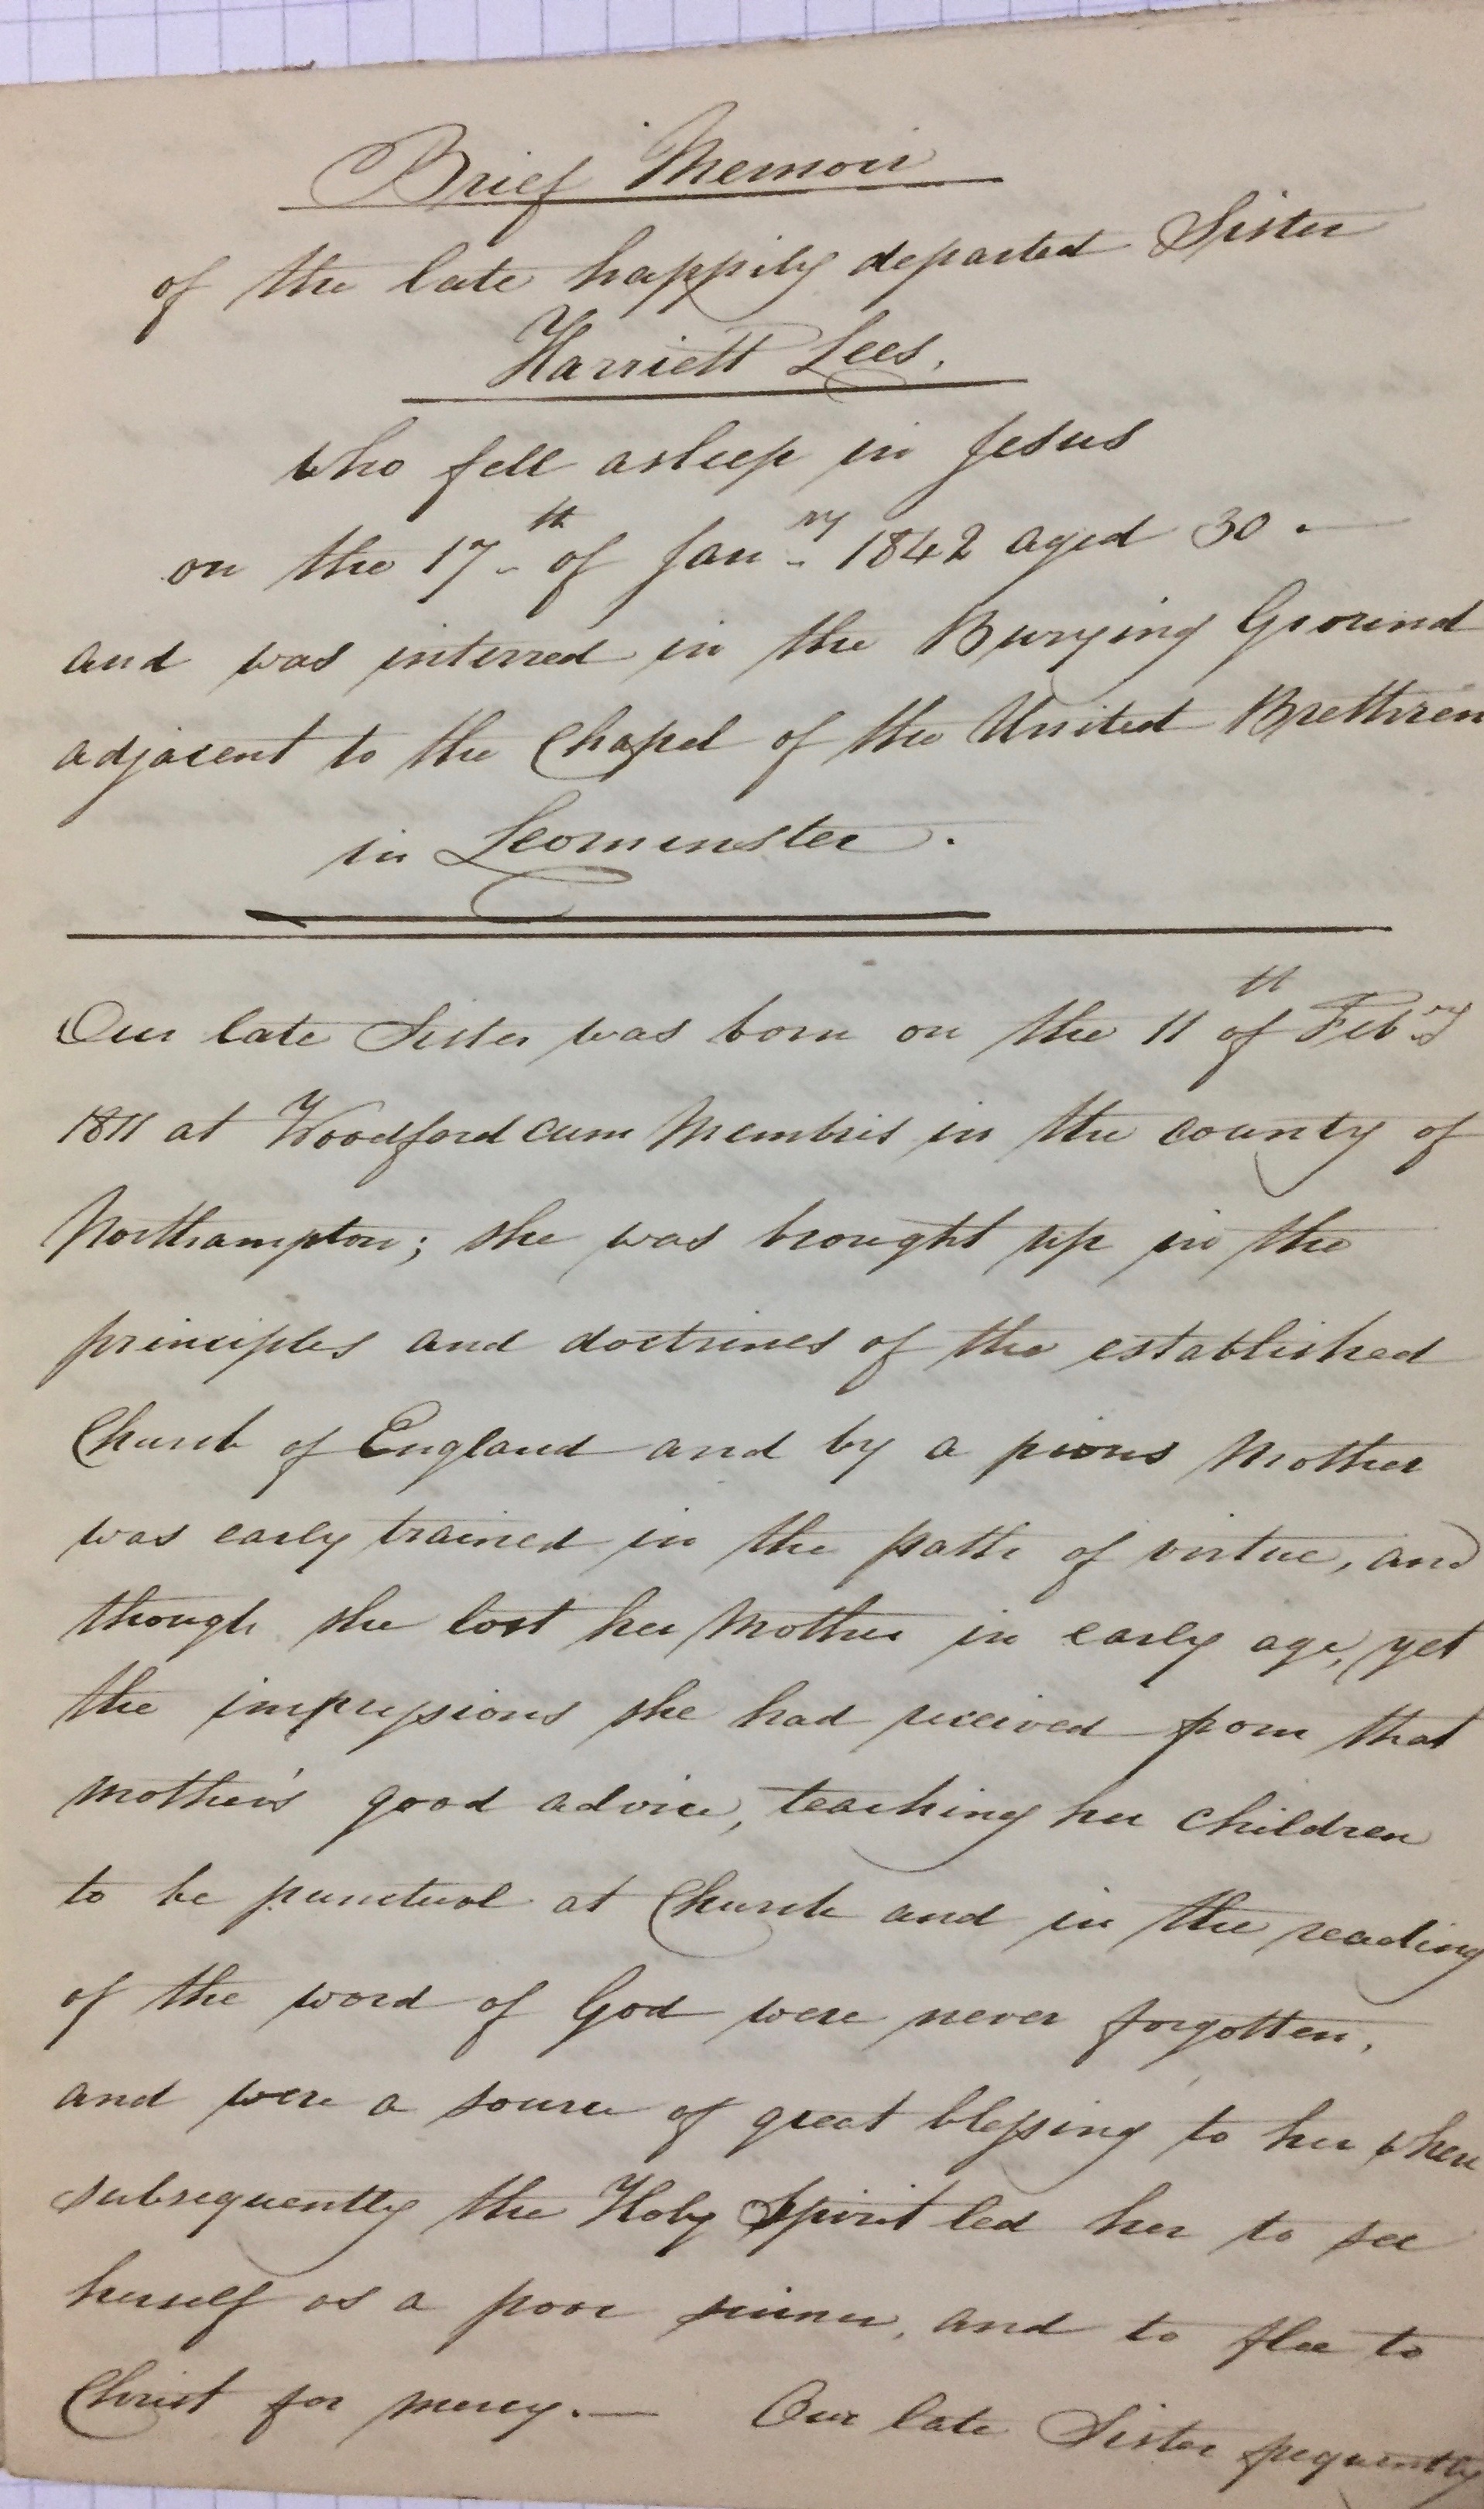 Brief Memoir
of the late happily departed Sister
Harriett Lees,
who fell asleep in Jesus
on the 17th of Janry 1842 aged 30. —
and was interred in the Burying Ground
adjacent to the Chapel of the United Brethren
in Leominster.
Our late Sister was born on the 11th of Febry
1811 at Woodford cum Membris in the county of
Northampton; she was brought up in the
principles and doctrines of the established
Church of England and by a pious Mother
was early trained in the path of virtue, and
though she lost her Mother in early age, yet
the impressions she had received from that
Mother's good advice, teaching her children
to be punctual at Church and in the reading
of the word of God were never forgotten,
and were a source of great blessing to her when
subsequently the Holy Spirit led her to see
herself as a poor sinner, and to flee to
Christ for mercy. — Our late Sister frequently